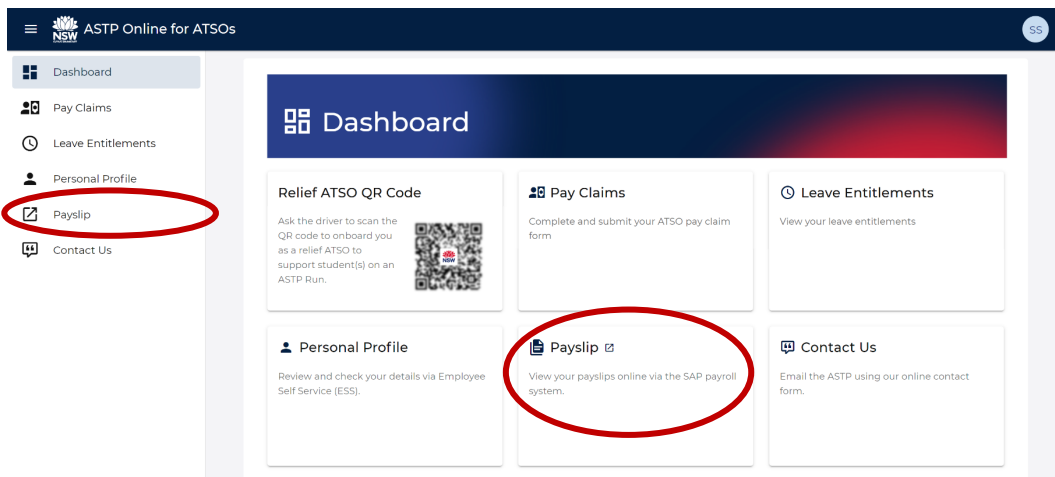 NSW
ASTP Online for ATSOs
SS
Dashboard
Pay Claims
Leave Entitlements
Personal Profile
Payslip
Contact Us
Dashboard
Relief ATSO QR Code
Ask the driver to scan the
QR code to onboard you
as a relief ATSO to
support student(s) on an
ASTP Run.
NSW
Pay Claims
Complete and submit your ATSO pay claim
form
Leave Entitlements
View your leave entitlements
Personal Profile
Review and check your details via Employee
Self Service (ESS).
Payslip
View your payslips online via the SAP payroll
system.
Contact Us
Email the ASTP using our online contact
form.